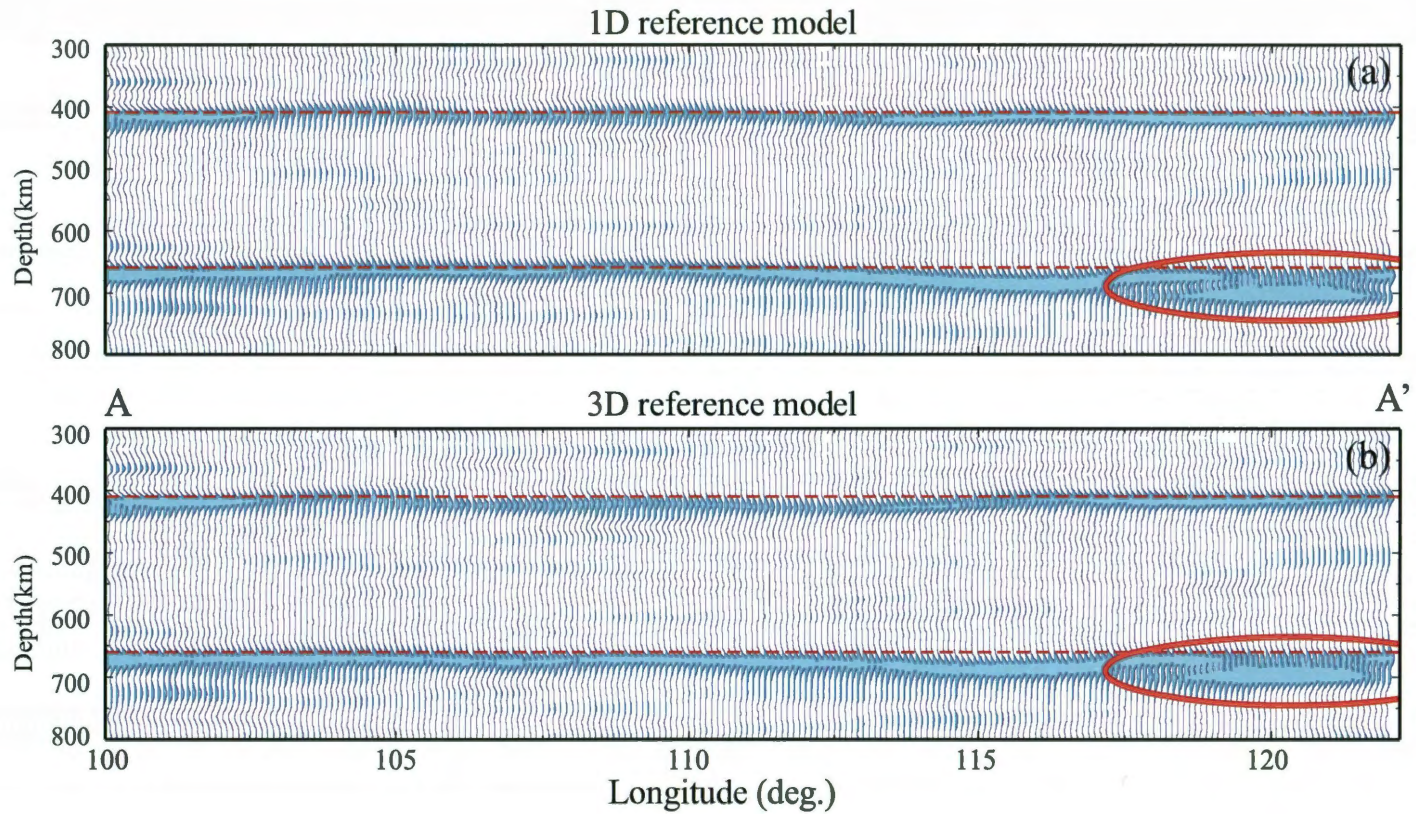 1D reference model
(a)
300
400
500
600
700
800
Depth(km)
A
3D reference model
A’
(b)
300
400
500
600
700
800
Depth(km)
100
105
110
115
120
Longitude (deg.)